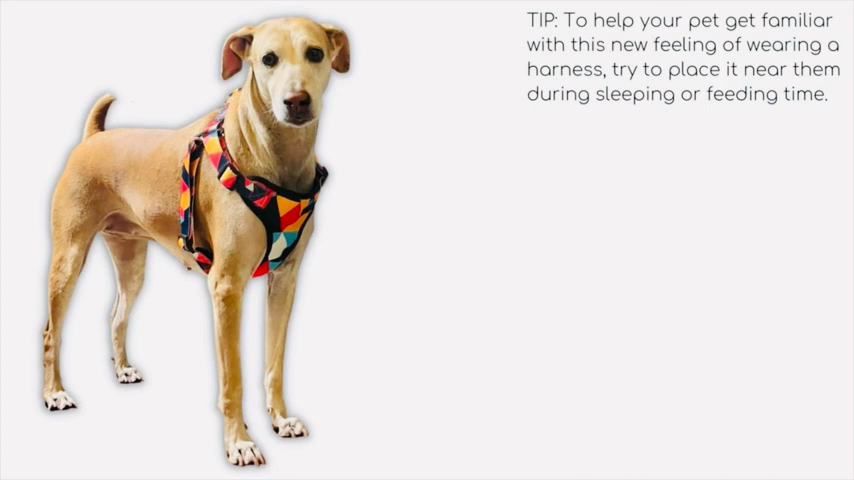 TIP: To help your pet get familiar
with this new feeling of wearing a
harness, try to place it near them
during sleeping or feeding time.